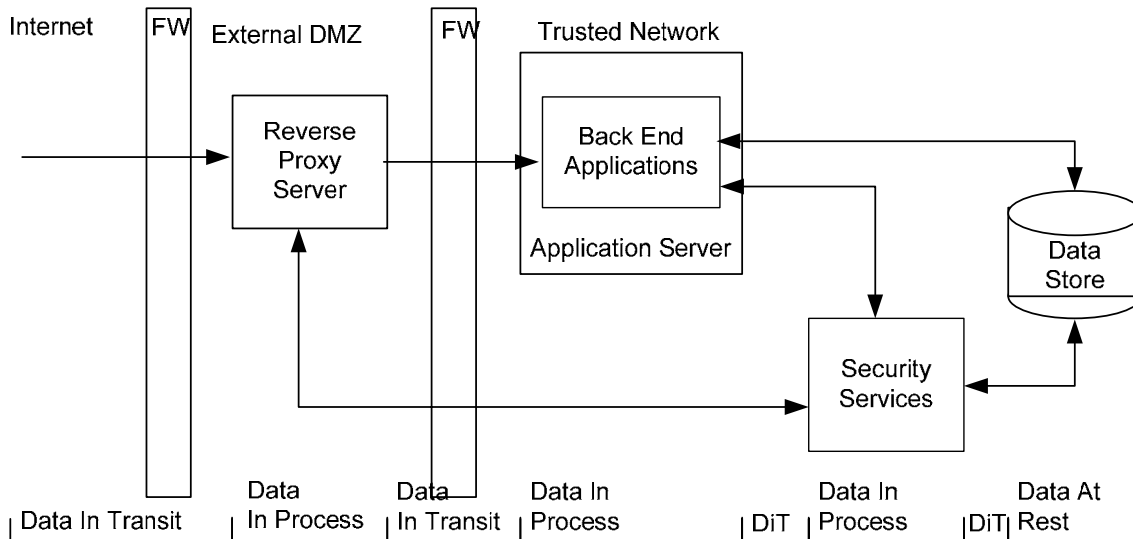 Internet
FW
External DMZ
FW
Trusted Network
Reverse
Proxy
Server
Back End
Applications
Application Server
Data
Store
Security
Services
Data In Transit
Data
In Process
Data
In Transit
Data In
Process
DiT
Data In
Process
DiT
Data At
Rest